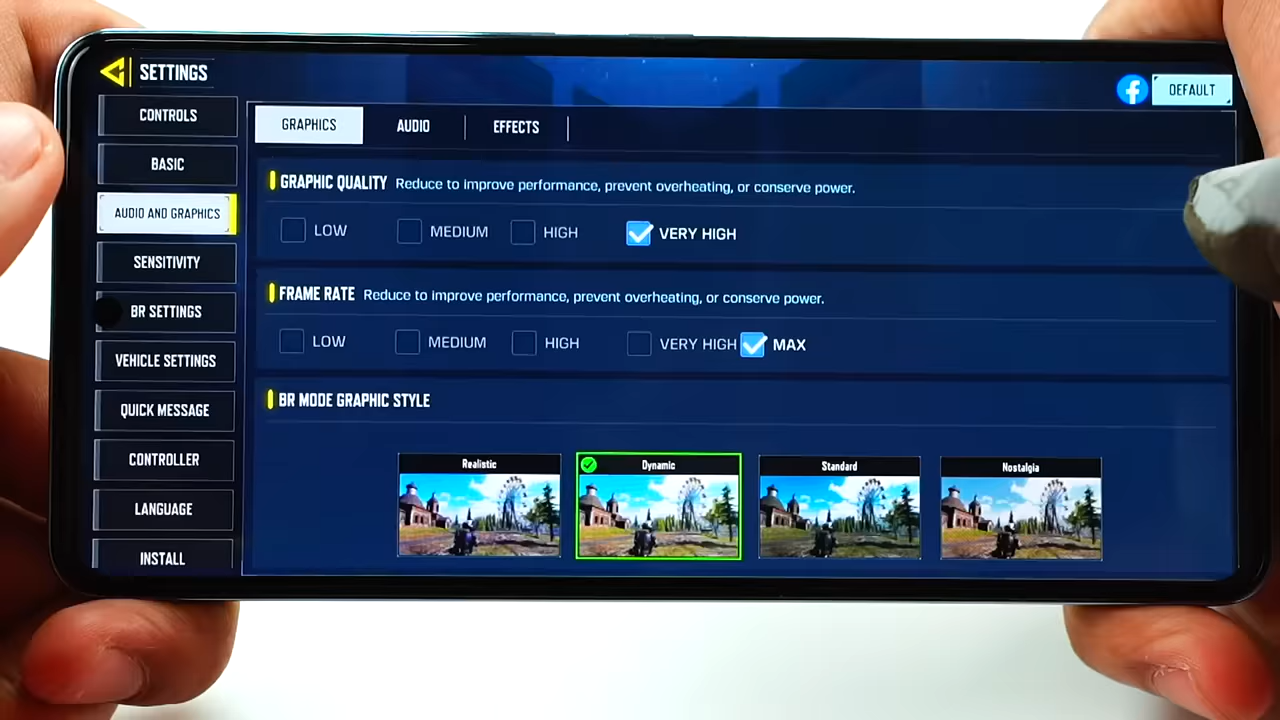 SETTINGS
DEFAULT
CONTROLS
BASIC
AUDIO AND GRAPHICS
SENSITIVITY
BR SETTINGS
VEHICLE SETTINGS
QUICK MESSAGE
CONTROLLER
LANGUAGE
INSTALL
GRAPHICS AUDIO EFFECTS
GRAPHIC QUALITY Reduce to improve performance, prevent overheating, or conserve power.
LOW MEDIUM HIGH VERY HIGH
FRAME RATE Reduce to improve performance, prevent overheating, or conserve power.
LOW MEDIUM HIGH VERY HIGH MAX
BR MODE GRAPHIC STYLE
Realistic Dynamic Standard Nostalgia